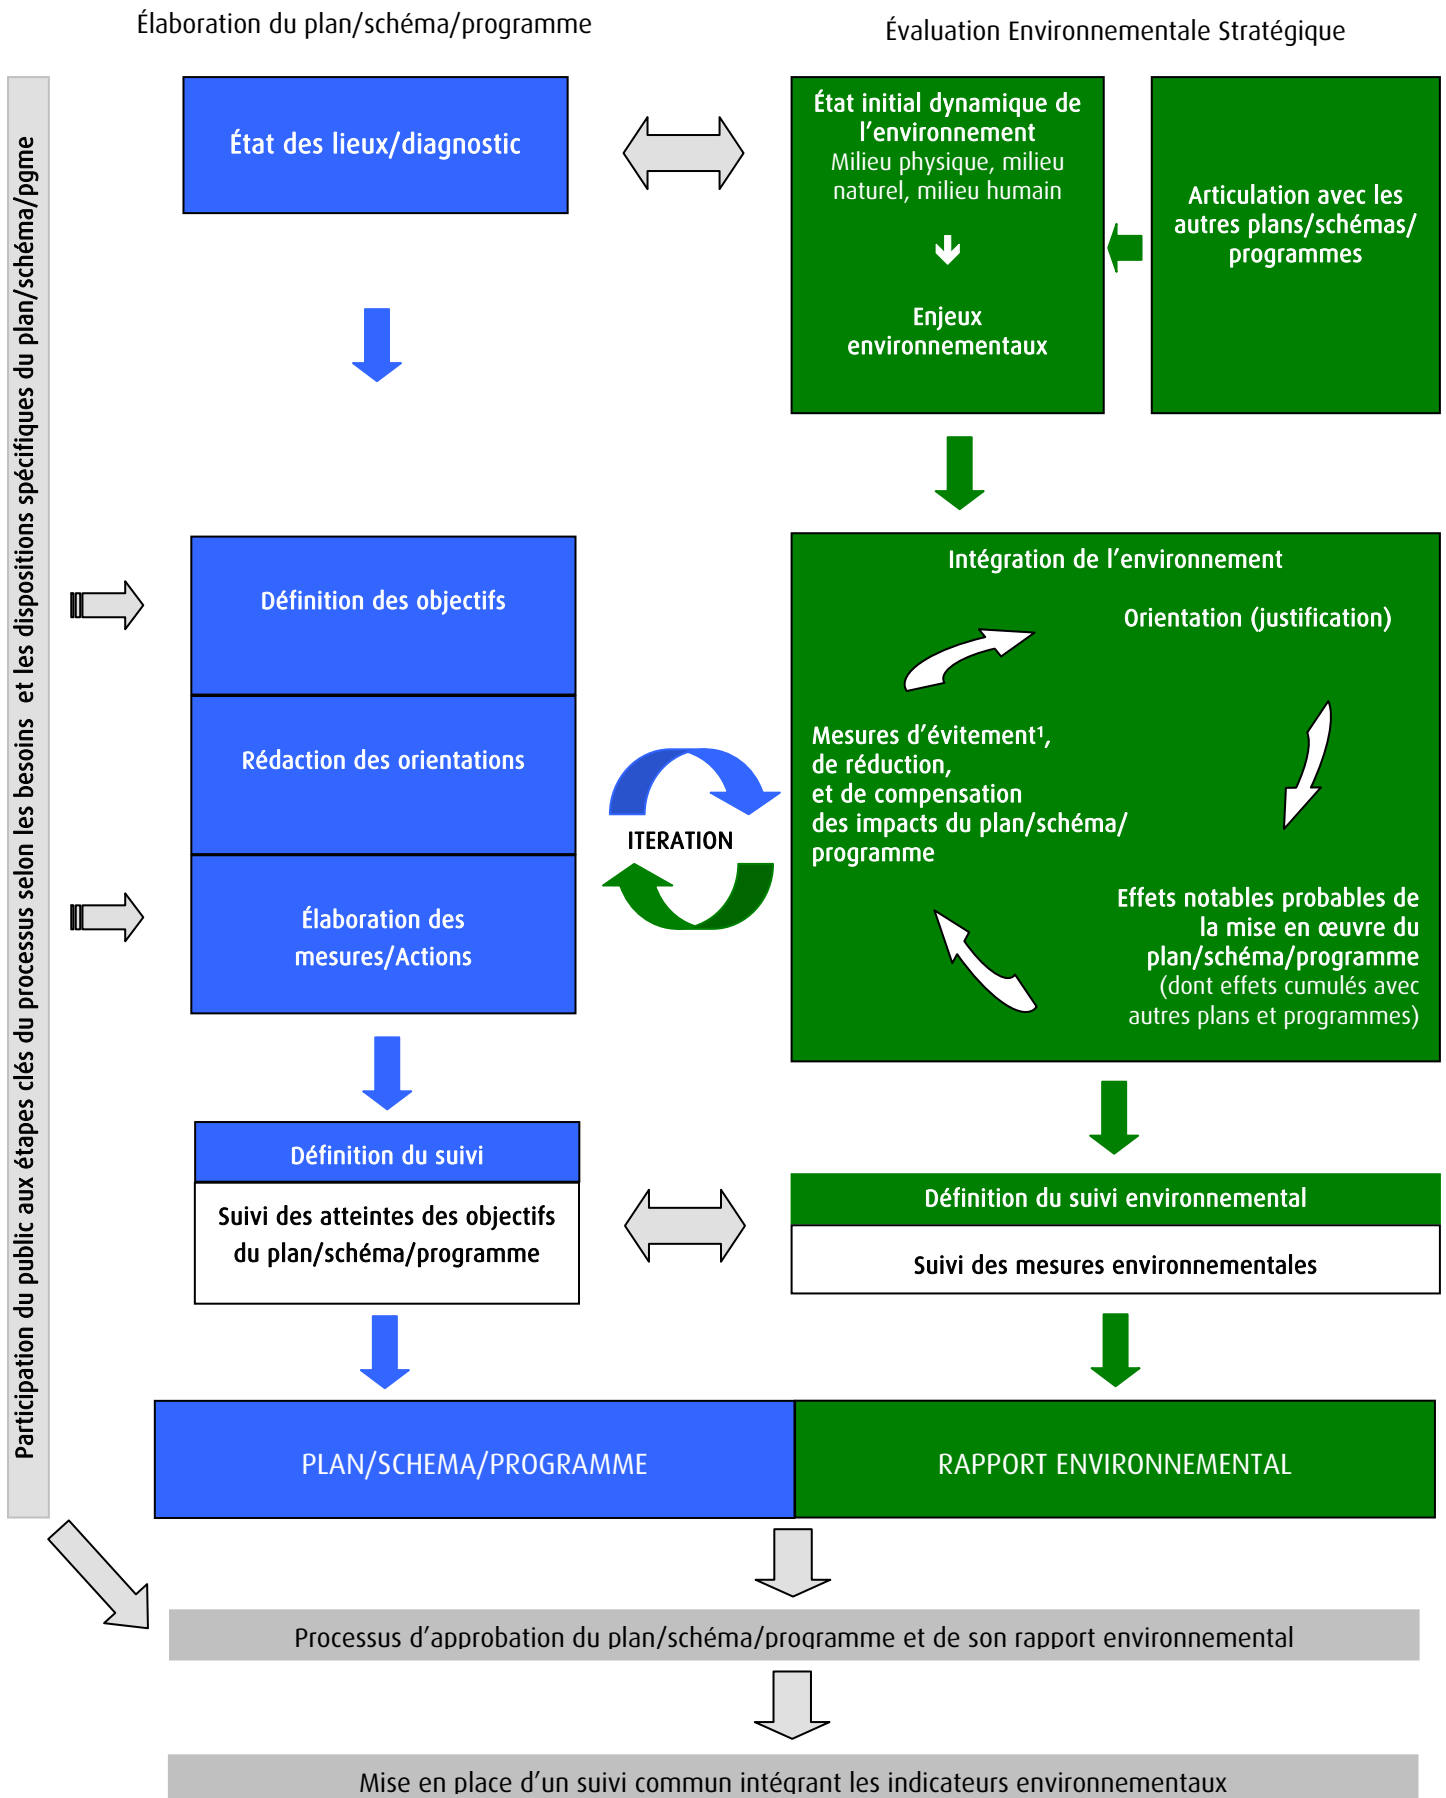 Élaboration du plan/schéma/programme
Évaluation Environnementale Stratégique
Participation du public aux étapes clés du processus selon les besoins et les dispositions spécifiques du plan/schéma/pgme
État des lieux/diagnostic
État initial dynamique de
l'environnement
Milieu physique, milieu
naturel, milieu humain
Enjeux
environnementaux
Articulation avec les
autres plans/schémas/
programmes
Définition des objectifs
Rédaction des orientations
Élaboration des
mesures/Actions
ITERATION
Intégration de l'environnement
Orientation (justification)
Mesures d'évitement¹,
de réduction,
et de compensation
des impacts du plan/schéma/
programme
Effets notables probables de
la mise en œuvre du
plan/schéma/programme
(dont effets cumulés avec
autres plans et programmes)
Définition du suivi
Suivi des atteintes des objectifs
du plan/schéma/programme
Définition du suivi environnemental
Suivi des mesures environnementales
PLAN/SCHEMA/PROGRAMME
RAPPORT ENVIRONNEMENTAL
Processus d'approbation du plan/schéma/programme et de son rapport environnemental
Mise en place d'un suivi commun intégrant les indicateurs environnementaux